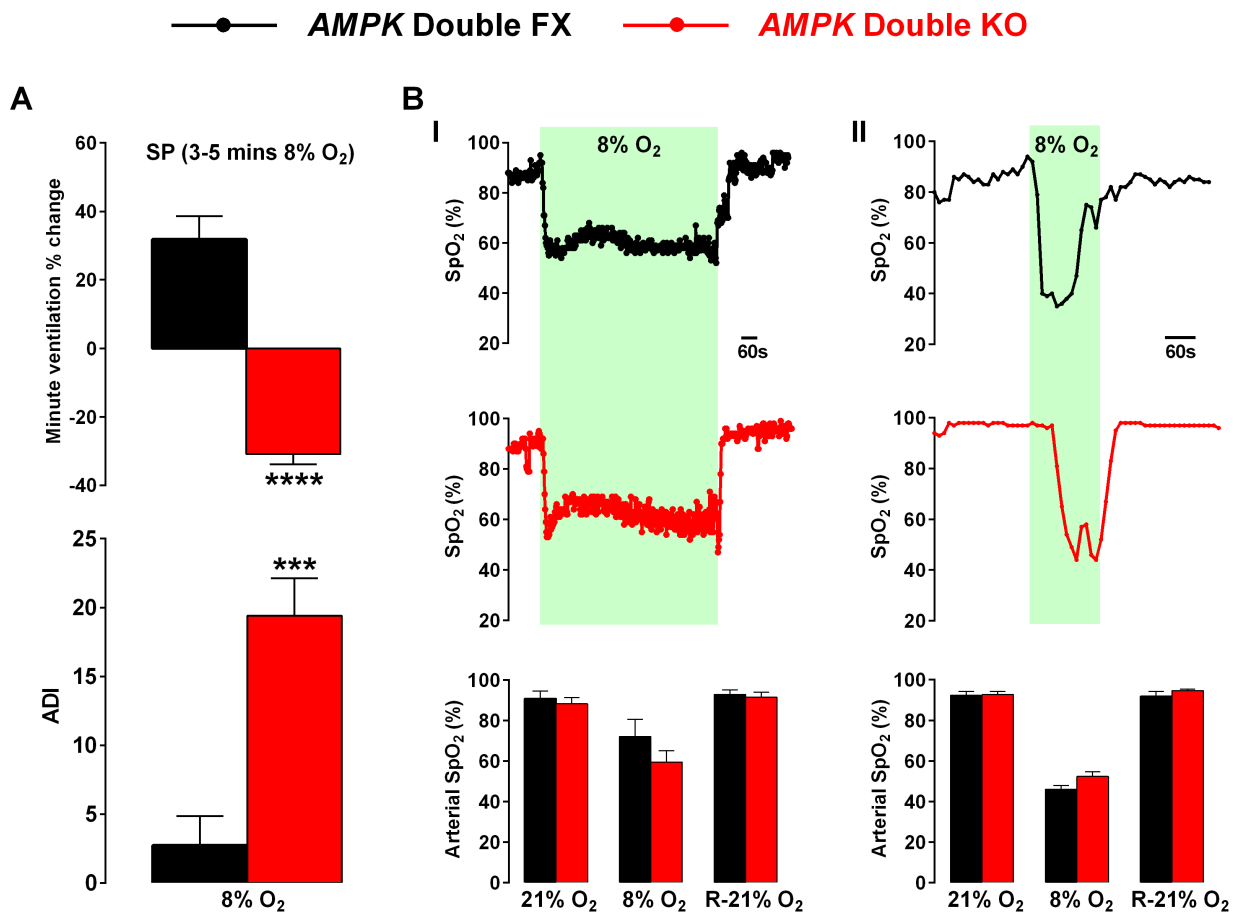 AMPK Double FX
AMPK Double KO
A
SP (3-5 mins 8% O₂)
60
40
20
0
-20
-40
Minute ventilation % change
****
25
20
15
10
5
0
ADI
***
8% O₂
B
I
8% O₂
100
80
60
40
20
SpO₂ (%)
60s
100
80
60
40
20
SpO₂ (%)
100
80
60
40
20
0
Arterial SpO₂ (%)
21% O₂
8% O₂
R-21% O₂
II
8% O₂
100
80
60
40
20
SpO₂ (%)
60s
100
80
60
40
20
SpO₂ (%)
100
80
60
40
20
0
Arterial SpO₂ (%)
21% O₂
8% O₂
R-21% O₂